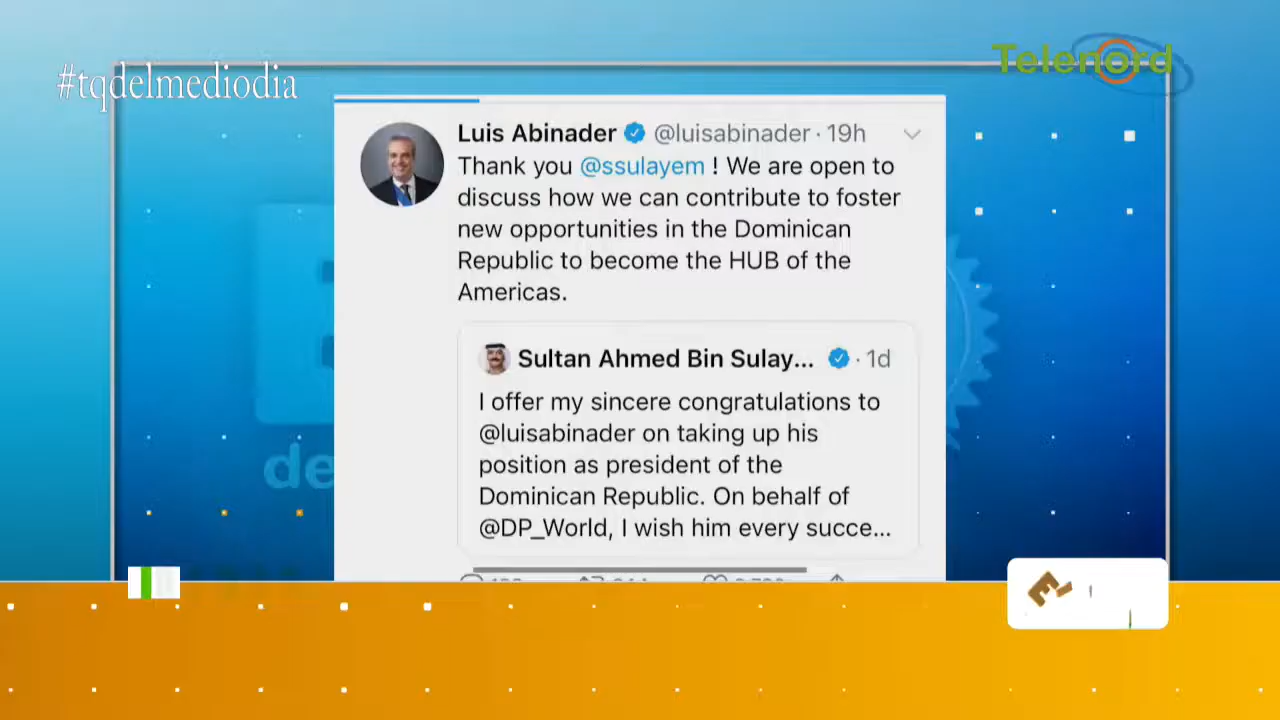 #tqdelmediodia
Telenord
Luis Abinader @luisabinader · 19h
Thank you @ssulayem ! We are open to
discuss how we can contribute to foster
new opportunities in the Dominican
Republic to become the HUB of the
Americas.
Sultan Ahmed Bin Sulay... · 1d
I offer my sincere congratulations to
@luisabinader on taking up his
position as president of the
Dominican Republic. On behalf of
@DP_World, I wish him every succe...
de